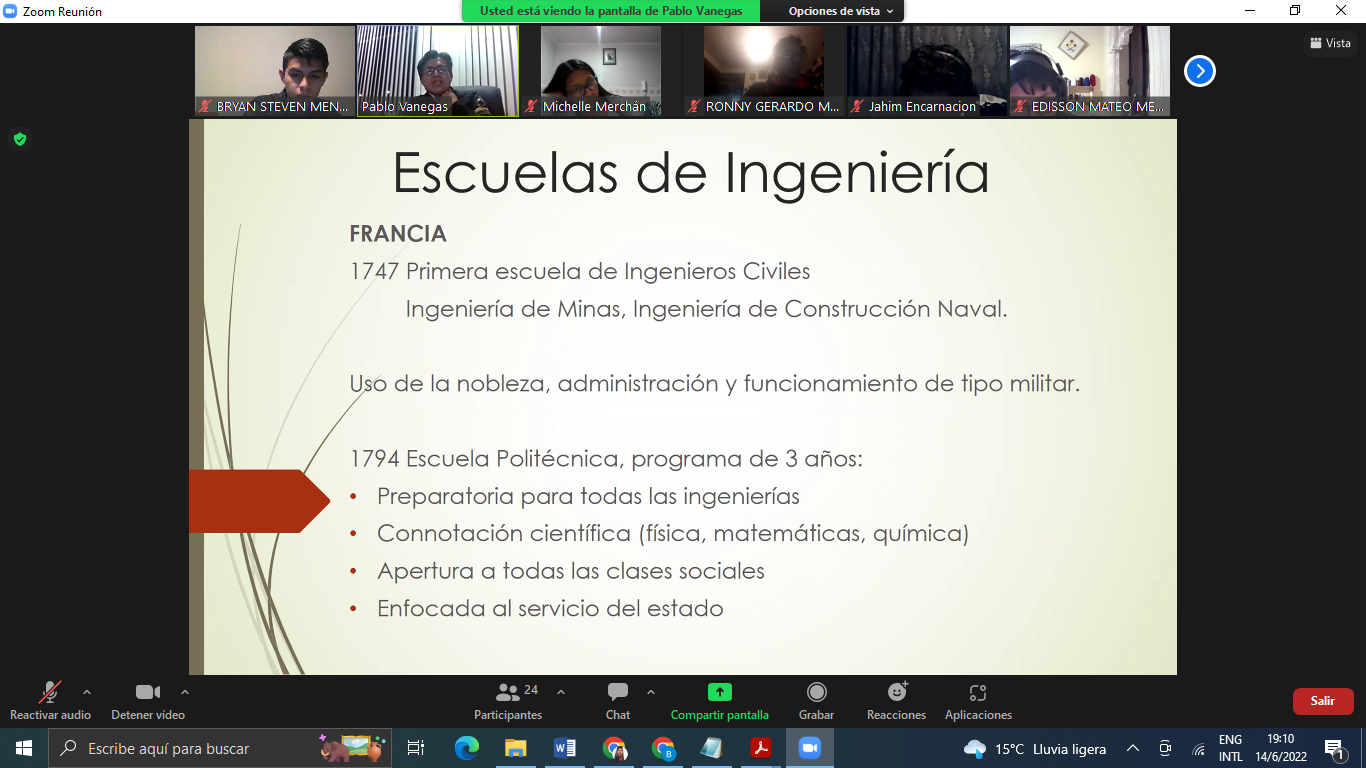 Zoom Reunión
Usted está viendo la pantalla de Pablo Vanegas
Opciones de vista
Vista
BRYAN STEVEN MEN...
Pablo Vanegas
Michelle Merchán
RONNY GERARDO M...
Jahim Encarnacion
EDISSON MATEO ME...
Escuelas de Ingeniería
FRANCIA
1747 Primera escuela de Ingenieros Civiles
Ingeniería de Minas, Ingeniería de Construcción Naval.
Uso de la nobleza, administración y funcionamiento de tipo militar.
1794 Escuela Politécnica, programa de 3 años:
• Preparatoria para todas las ingenierías
• Connotación científica (física, matemáticas, química)
• Apertura a todas las clases sociales
• Enfocada al servicio del estado
Reactivar audio
Detener vídeo
24
Participantes
Chat
Compartir pantalla
Grabar
Reacciones
Aplicaciones
Salir
Escribe aquí para buscar
15°C Lluvia ligera
ENG
INTL
19:10
14/6/2022
1